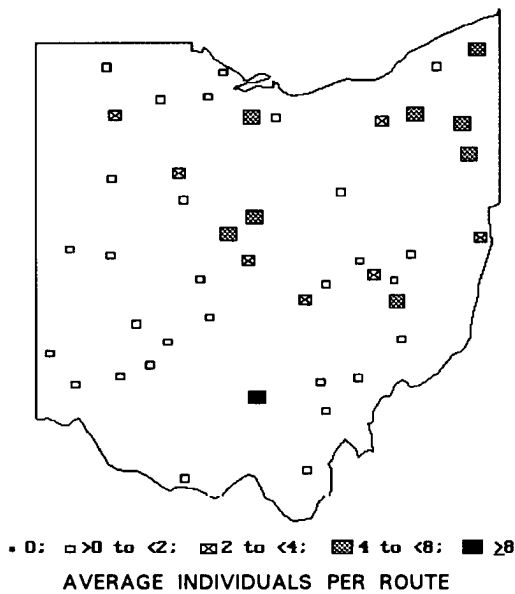 ▪ 0; ▫ >0 to <2; ⊠ 2 to <4; ▩ 4 to <8; ■ ≥8
AVERAGE INDIVIDUALS PER ROUTE